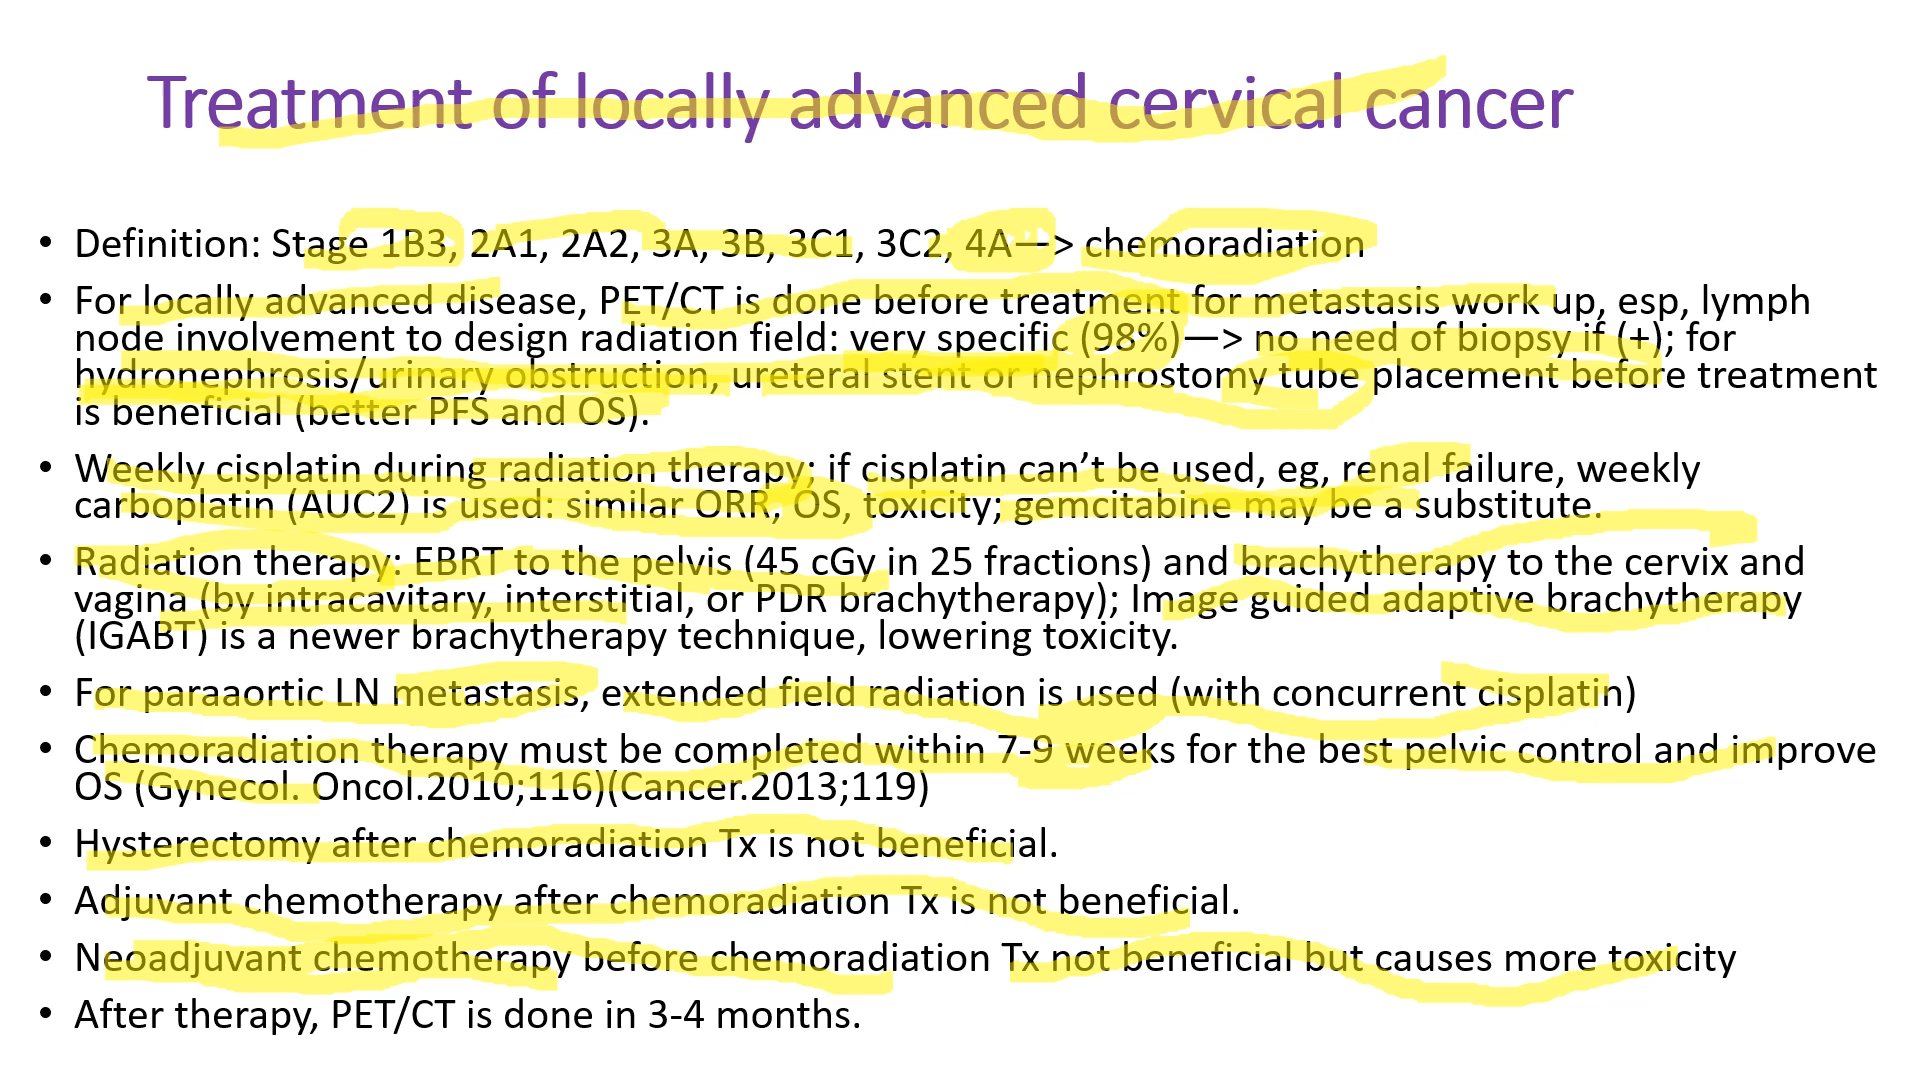 Treatment of locally advanced cervical cancer
• Definition: Stage 1B3, 2A1, 2A2, 3A, 3B, 3C1, 3C2, 4A—> chemoradiation
• For locally advanced disease, PET/CT is done before treatment for metastasis work up, esp, lymph
node involvement to design radiation field: very specific (98%)—> no need of biopsy if (+); for
hydronephrosis/urinary obstruction, ureteral stent or nephrostomy tube placement before treatment
is beneficial (better PFS and OS).
• Weekly cisplatin during radiation therapy; if cisplatin can’t be used, eg, renal failure, weekly
carboplatin (AUC2) is used: similar ORR, OS, toxicity; gemcitabine may be a substitute.
• Radiation therapy: EBRT to the pelvis (45 cGy in 25 fractions) and brachytherapy to the cervix and
vagina (by intracavitary, interstitial, or PDR brachytherapy); Image guided adaptive brachytherapy
(IGABT) is a newer brachytherapy technique, lowering toxicity.
• For paraaortic LN metastasis, extended field radiation is used (with concurrent cisplatin)
• Chemoradiation therapy must be completed within 7-9 weeks for the best pelvic control and improve
OS (Gynecol. Oncol.2010;116)(Cancer.2013;119)
• Hysterectomy after chemoradiation Tx is not beneficial.
• Adjuvant chemotherapy after chemoradiation Tx is not beneficial.
• Neoadjuvant chemotherapy before chemoradiation Tx not beneficial but causes more toxicity
• After therapy, PET/CT is done in 3-4 months.